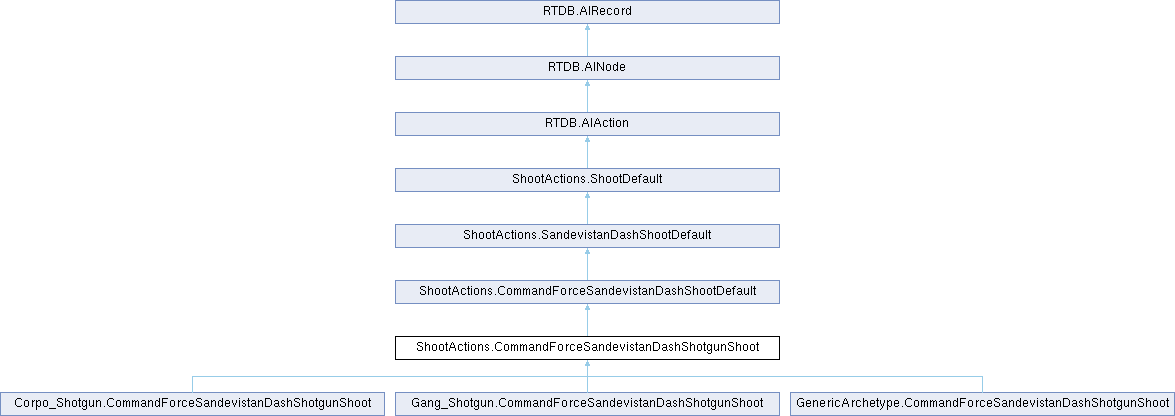 RTDB.AIRecord
RTDB.AINode
RTDB.AIAction
ShootActions.ShootDefault
ShootActions.SandevistanDashShootDefault
ShootActions.CommandForceSandevistanDashShootDefault
ShootActions.CommandForceSandevistanDashShotgunShoot
Corpo_Shotgun.CommandForceSandevistanDashShotgunShoot
Gang_Shotgun.CommandForceSandevistanDashShotgunShoot
GenericArchetype.CommandForceSandevistanDashShotgunShoot